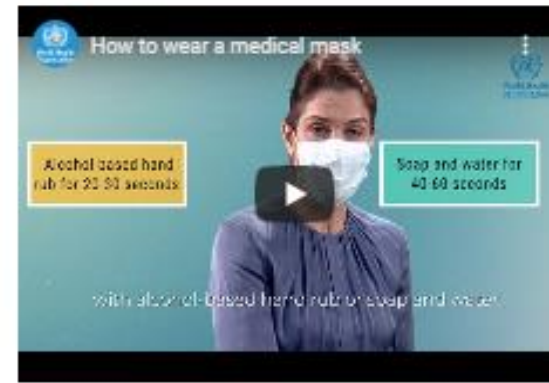 How to wear a medical mask
Alcohol based hand
rub for 20-30 seconds
Soap and water for
40-60 seconds
with alcohol-based hand rub or soap and water